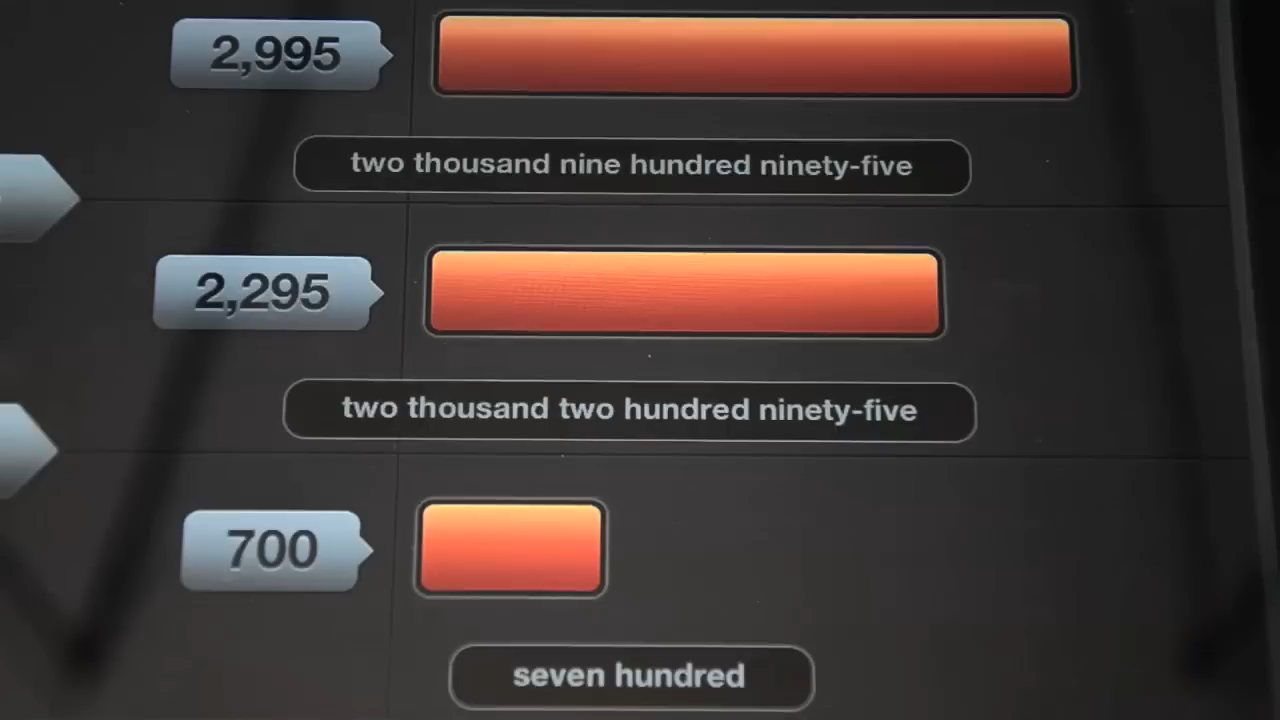 2,995
two thousand nine hundred ninety-five
2,295
two thousand two hundred ninety-five
700
seven hundred